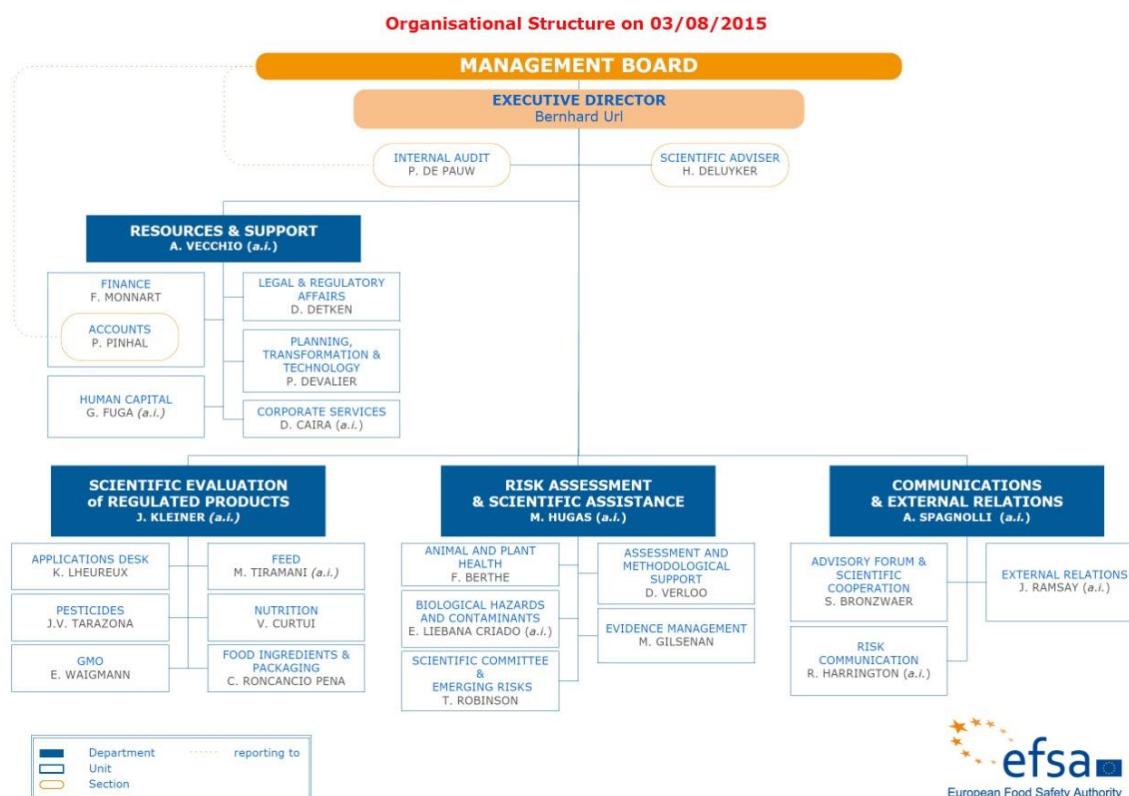 Organisational Structure on 03/08/2015
MANAGEMENT BOARD
EXECUTIVE DIRECTOR
Bernhard Url
INTERNAL AUDIT
P. DE PAUW
SCIENTIFIC ADVISER
H. DELUYKER
RESOURCES & SUPPORT
A. VECCHIO (a.i.)
FINANCE
F. MONNART
ACCOUNTS
P. PINHAL
HUMAN CAPITAL
G. FUGA (a.i.)
LEGAL & REGULATORY
AFFAIRS
D. DETKEN
PLANNING,
TRANSFORMATION &
TECHNOLOGY
P. DEVALIER
CORPORATE SERVICES
D. CAIRA (a.i.)
SCIENTIFIC EVALUATION
of REGULATED PRODUCTS
J. KLEINER (a.i.)
APPLICATIONS DESK
K. LHEUREUX
PESTICIDES
J.V. TARAZONA
GMO
E. WAIGMANN
FEED
M. TIRAMANI (a.i.)
NUTRITION
V. CURTUI
FOOD INGREDIENTS &
PACKAGING
C. RONCANCIO PENA
RISK ASSESSMENT
& SCIENTIFIC ASSISTANCE
M. HUGAS (a.i.)
ANIMAL AND PLANT
HEALTH
F. BERTHE
BIOLOGICAL HAZARDS
AND CONTAMINANTS
E. LIEBANA CRIADO (a.i.)
SCIENTIFIC COMMITTEE
&
EMERGING RISKS
T. ROBINSON
ASSESSMENT AND
METHODOLOGICAL
SUPPORT
D. VERLOO
EVIDENCE MANAGEMENT
M. GILSENAN
COMMUNICATIONS
& EXTERNAL RELATIONS
A. SPAGNOLLI (a.i.)
ADVISORY FORUM &
SCIENTIFIC
COOPERATION
S. BRONZWAER
RISK
COMMUNICATION
R. HARRINGTON (a.i.)
EXTERNAL RELATIONS
J. RAMSAY (a.i.)
Department
reporting to
Unit
Section
efsa
European Food Safety Authority